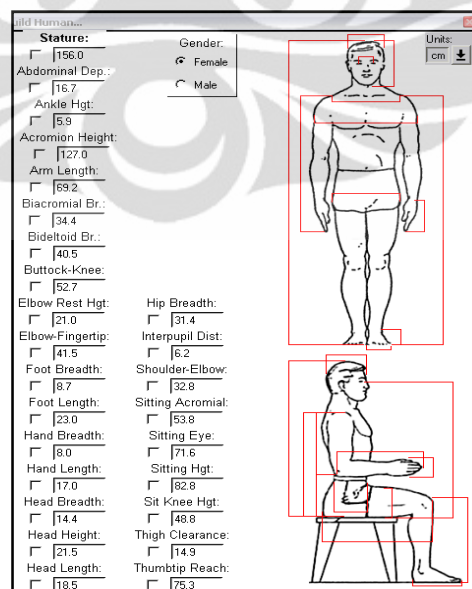 uild Human...
Stature:
156.0
Abdominal Dep.:
16.7
Ankle Hgt:
5.9
Acromion Height:
127.0
Arm Length:
69.2
Biacromial Br.:
34.4
Bideltoid Br.:
40.5
Buttock-Knee:
52.7
Elbow Rest Hgt:
21.0
Elbow-Fingertip:
41.5
Foot Breadth:
8.7
Foot Length:
23.0
Hand Breadth:
8.0
Hand Length:
17.0
Head Breadth:
14.4
Head Height:
21.5
Head Length:
18.5
Hip Breadth:
31.4
Interpupil Dist:
6.2
Shoulder-Elbow:
32.8
Sitting Acromial:
53.8
Sitting Eye:
71.6
Sitting Hgt:
82.8
Sit Knee Hgt:
48.8
Thigh Clearance:
14.9
Thumbtip Reach:
75.3
Gender:
Female
Male
Units:
cm